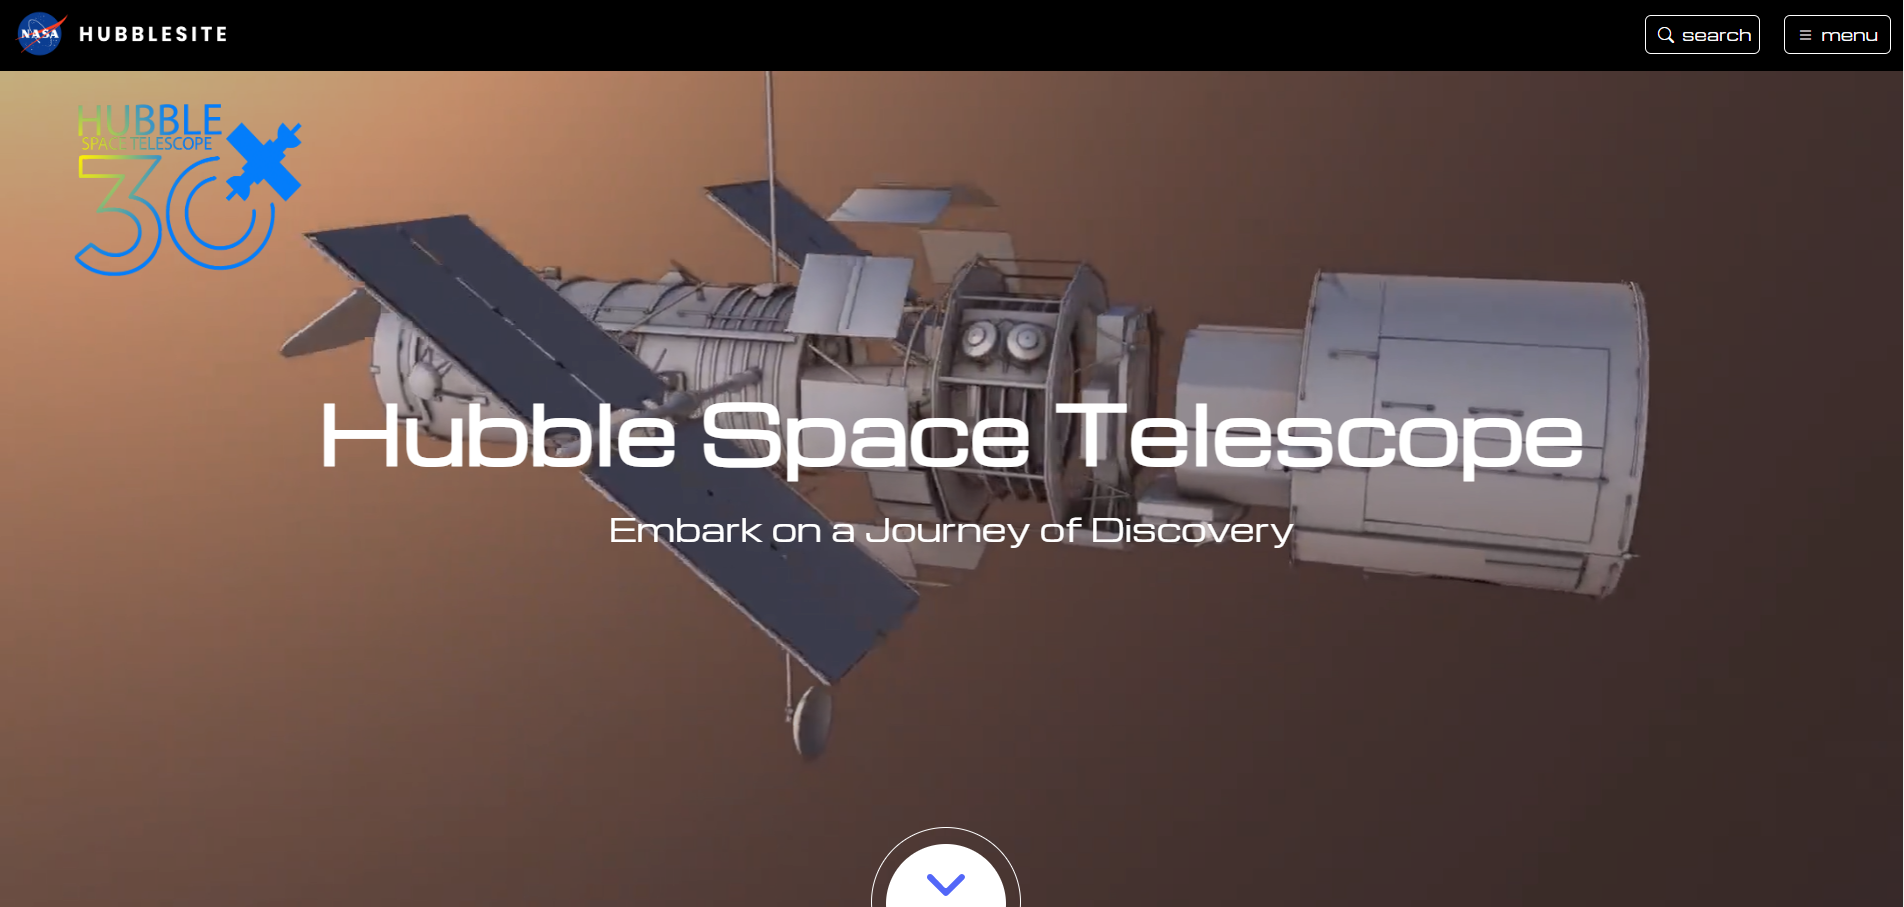 NASA
HUBBLESITE
search
menu
HUBBLE
SPACE TELESCOPE
30
Hubble Space Telescope
Embark on a Journey of Discovery